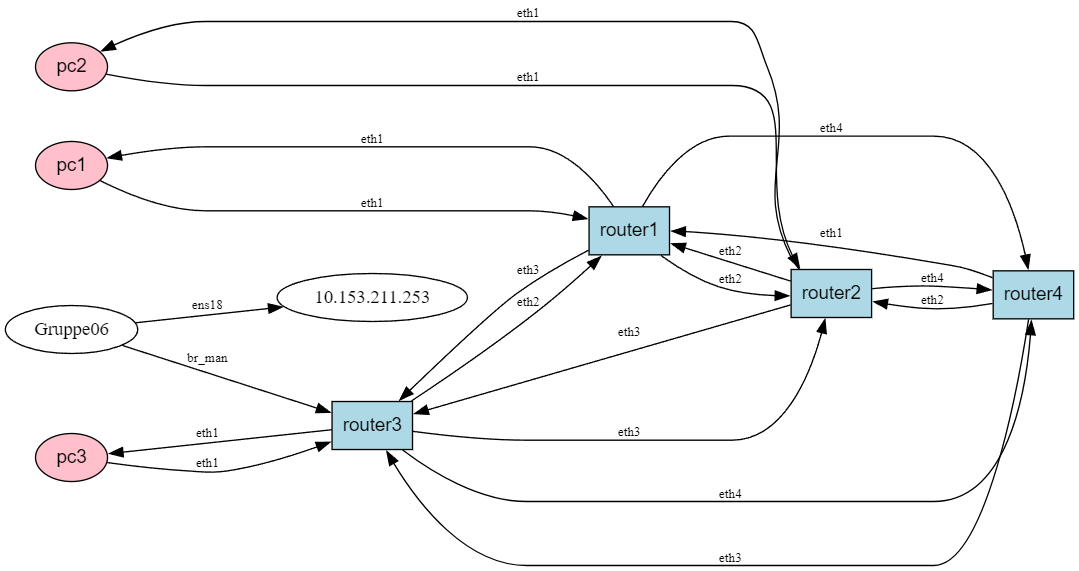 eth1
pc2
eth1
eth4
eth1
pc1
eth1
router1
eth1
eth2
eth3
eth2
eth4
router2
router4
10.153.211.253
ens18
eth2
eth2
Gruppe06
eth3
br_man
router3
eth1
eth3
pc3
eth1
eth4
eth3